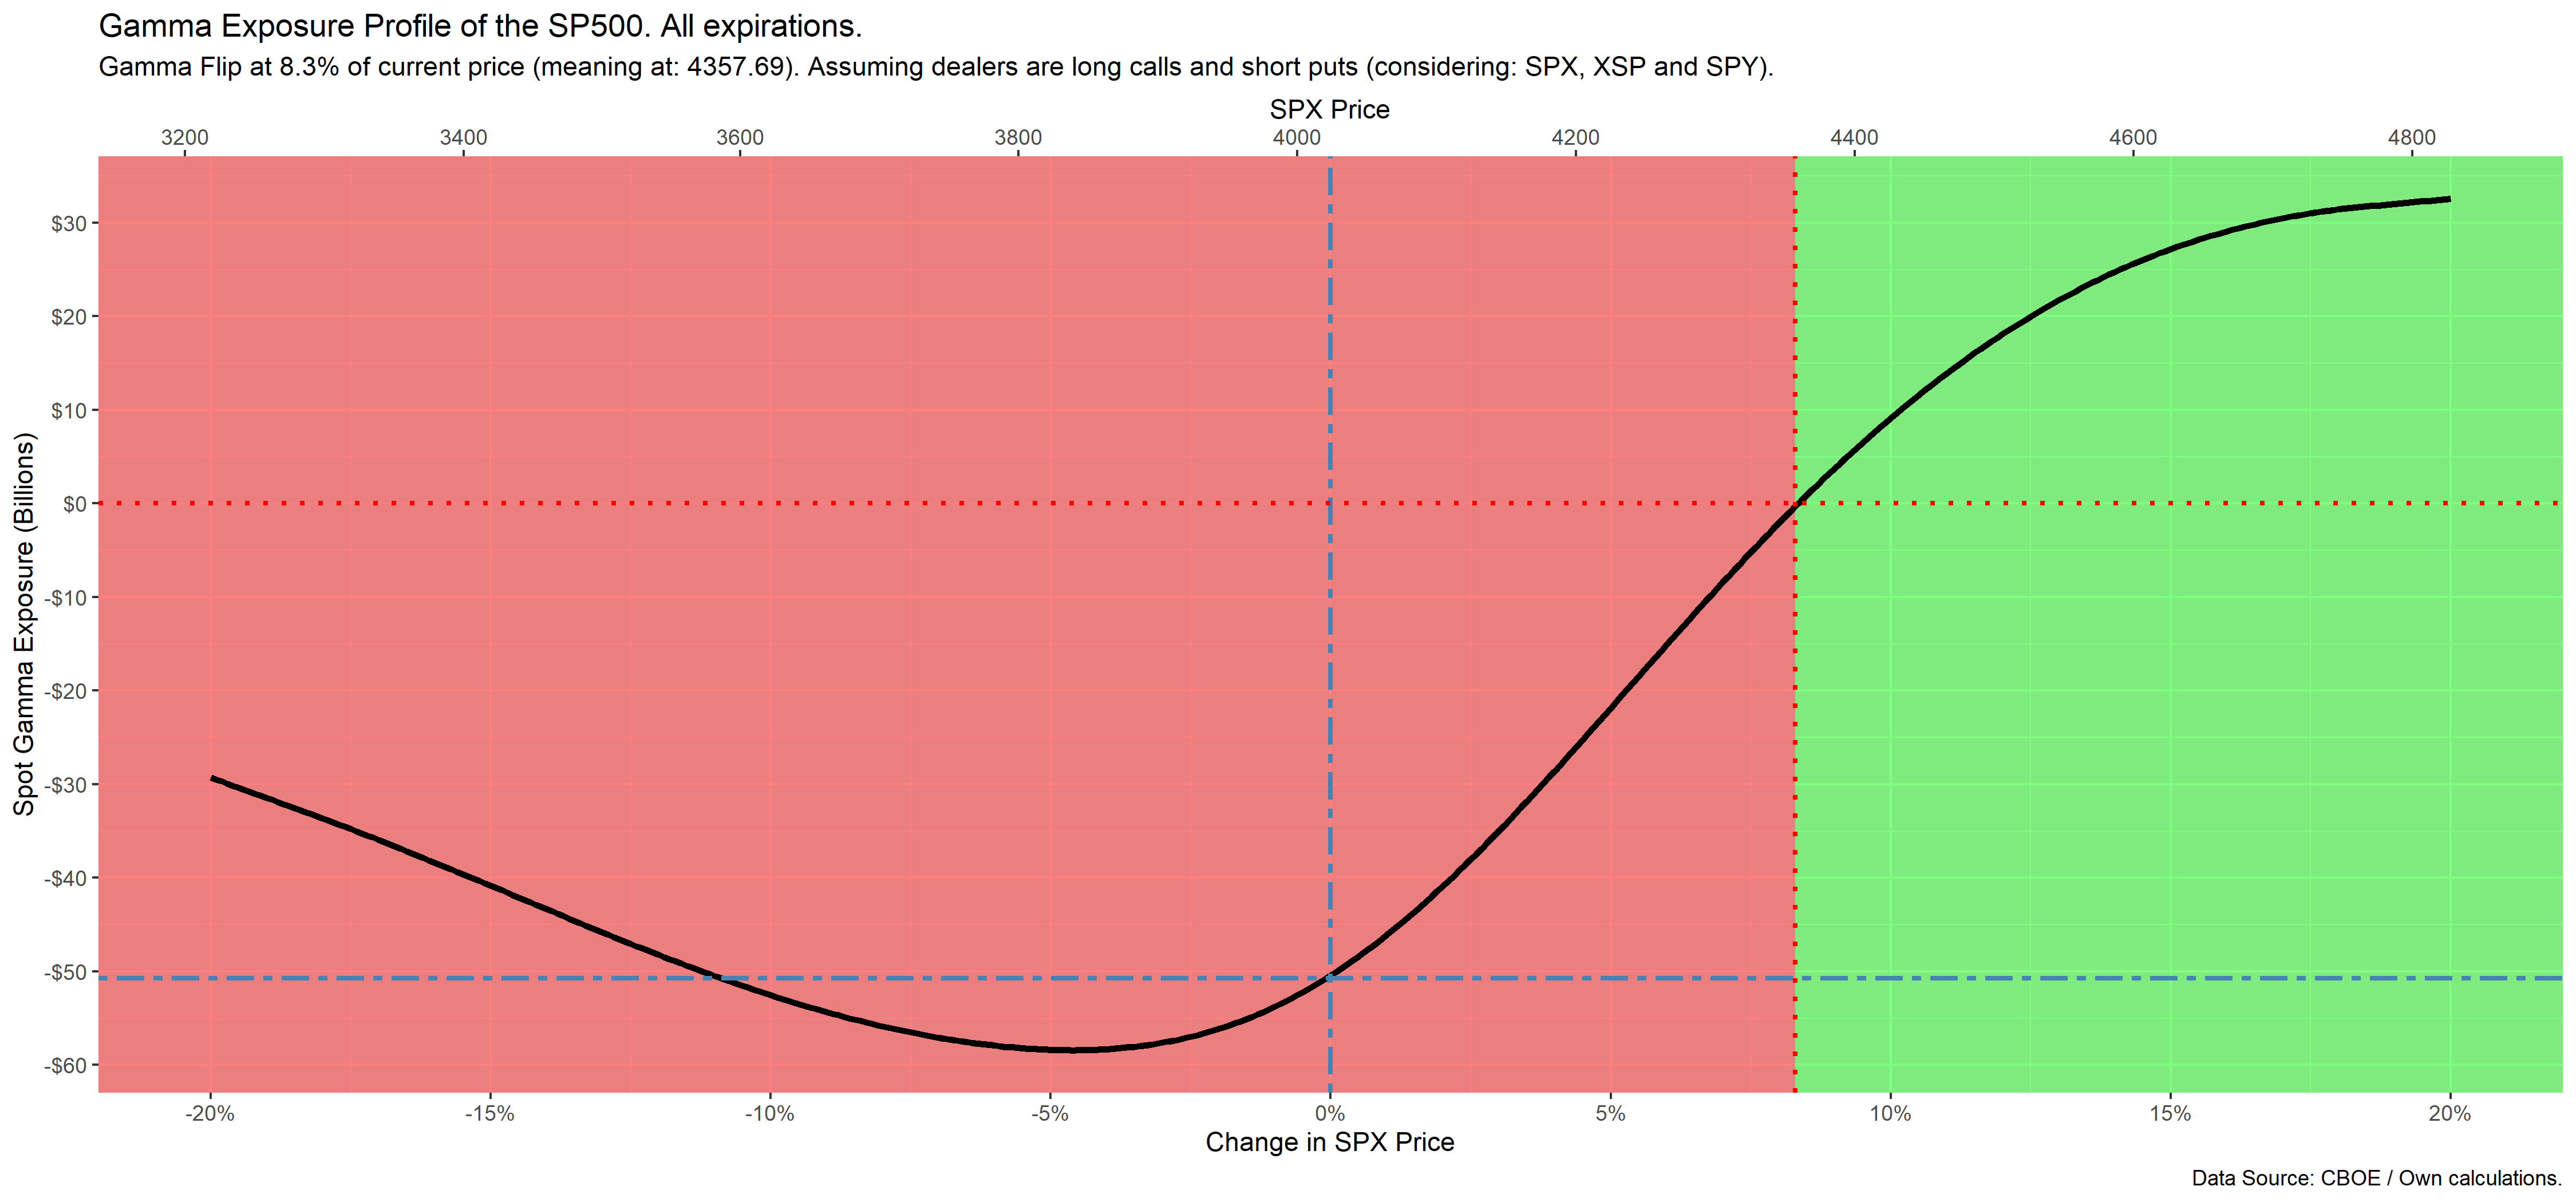 Gamma Exposure Profile of the SP500. All expirations.
Gamma Flip at 8.3% of current price (meaning at: 4357.69). Assuming dealers are long calls and short puts (considering: SPX, XSP and SPY).
SPX Price
3200 3400 3600 3800 4000 4200 4400 4600 4800
Spot Gamma Exposure (Billions)
$30
$20
$10
$0
-$10
-$20
-$30
-$40
-$50
-$60
-20% -15% -10% -5% 0% 5% 10% 15% 20%
Change in SPX Price
Data Source: CBOE / Own calculations.